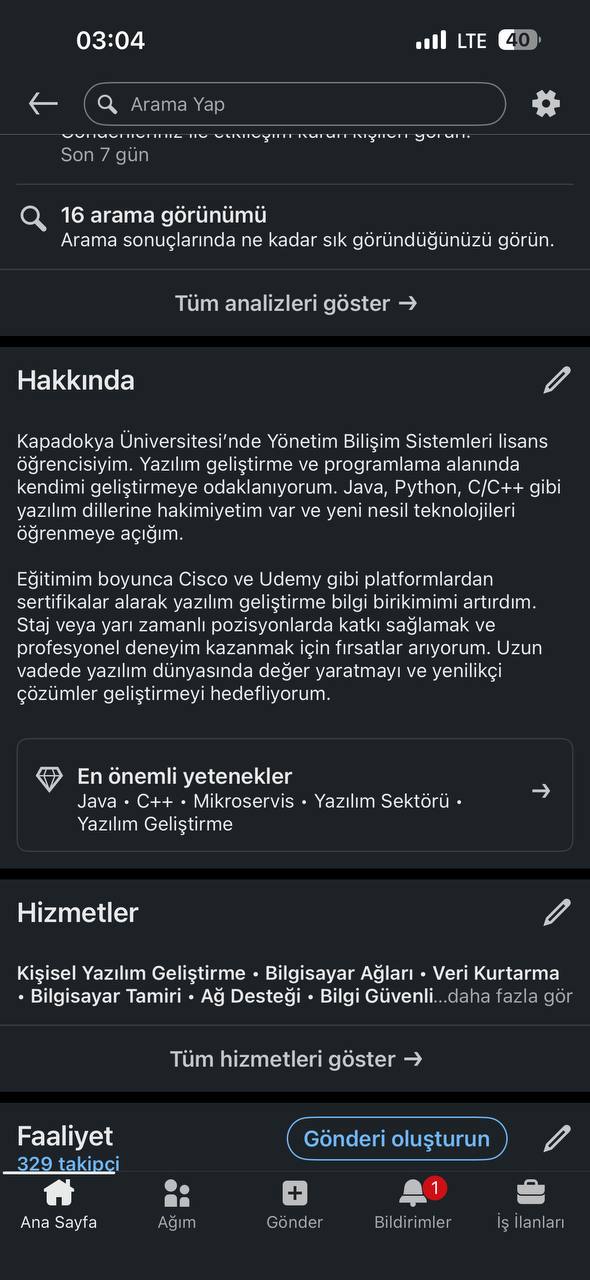 03:04
LTE
40
Arama Yap
Gönderileriniz ile etkileşim kuran kişileri görün.
Son 7 gün
16 arama görünümü
Arama sonuçlarında ne kadar sık göründüğünüzü görün.
Tüm analizleri göster →
Hakkında
Kapadokya Üniversitesi’nde Yönetim Bilişim Sistemleri lisans
öğrencisiyim. Yazılım geliştirme ve programlama alanında
kendimi geliştirmeye odaklanıyorum. Java, Python, C/C++ gibi
yazılım dillerine hakimiyetim var ve yeni nesil teknolojileri
öğrenmeye açığım.
Eğitimim boyunca Cisco ve Udemy gibi platformlardan
sertifikalar alarak yazılım geliştirme bilgi birikimimi artırdım.
Staj veya yarı zamanlı pozisyonlarda katkı sağlamak ve
profesyonel deneyim kazanmak için fırsatlar arıyorum. Uzun
vadede yazılım dünyasında değer yaratmayı ve yenilikçi
çözümler geliştirmeyi hedefliyorum.
En önemli yetenekler
Java • C++ • Mikroservis • Yazılım Sektörü •
Yazılım Geliştirme
Hizmetler
Kişisel Yazılım Geliştirme • Bilgisayar Ağları • Veri Kurtarma
• Bilgisayar Tamiri • Ağ Desteği • Bilgi Güvenli...daha fazla gör
Tüm hizmetleri göster →
Faaliyet
Gönderi oluşturun
329 takipçi
1
Ana Sayfa
Ağım
Gönder
Bildirimler
İş İlanları